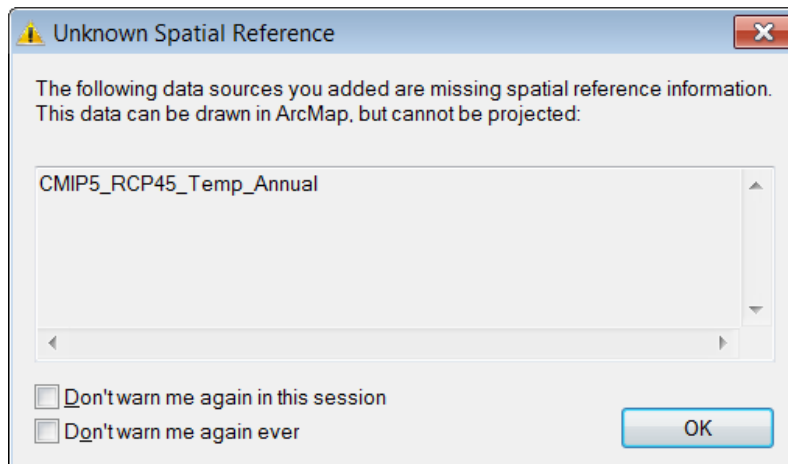 Unknown Spatial Reference
The following data sources you added are missing spatial reference information.
This data can be drawn in ArcMap, but cannot be projected:
CMIP5_RCP45_Temp_Annual
Don't warn me again in this session
Don't warn me again ever
OK